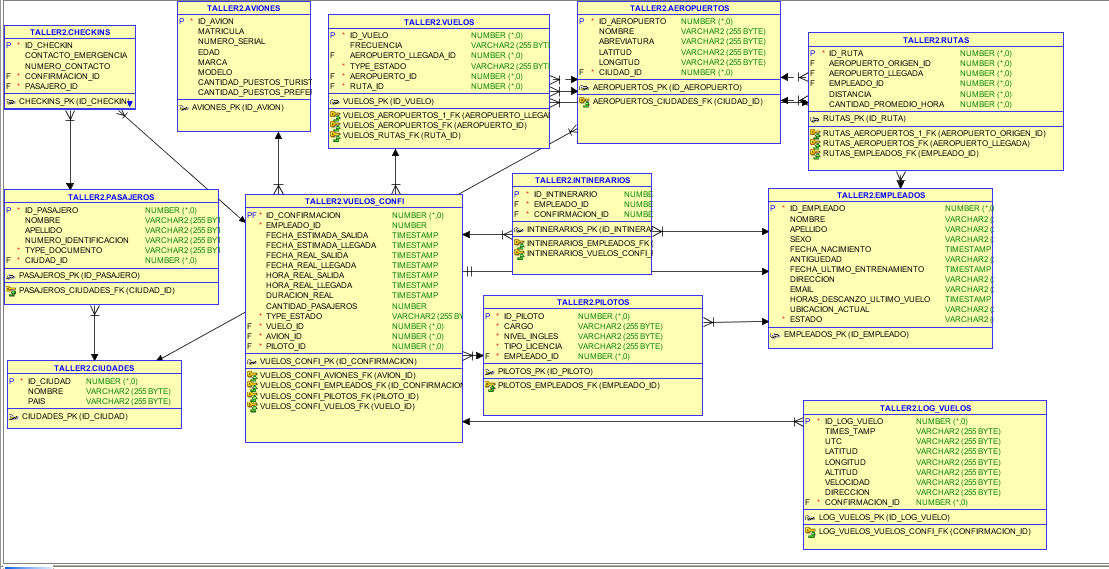 TALLER2.CHECKINS
P * ID_CHECKIN
CONTACTO_EMERGENCIA
NUMERO_CONTACTO
F * CONFIRMACION_ID
F * PASAJERO_ID
CHECKINS_PK (ID_CHECKIN
TALLER2.AVIONES
P * ID_AVION
MATRICULA
NUMERO_SERIAL
EDAD
MARCA
MODELO
CANTIDAD_PUESTOS_TURIST
CANTIDAD_PUESTOS_PREFE
AVIONES_PK (ID_AVION)
TALLER2.VUELOS
P * ID_VUELO NUMBER (*,0)
FRECUENCIA VARCHAR2 (255 BYT
F AEROPUERTO_LLEGADA_ID NUMBER (*,0)
* TYPE_ESTADO VARCHAR2 (255 BYT
F * AEROPUERTO_ID NUMBER (*,0)
F * RUTA_ID NUMBER (*,0)
VUELOS_PK (ID_VUELO)
VUELOS_AEROPUERTOS_1_FK (AEROPUERTO_LLEGA
VUELOS_AEROPUERTOS_FK (AEROPUERTO_ID)
VUELOS_RUTAS_FK (RUTA_ID)
TALLER2.AEROPUERTOS
P * ID_AEROPUERTO NUMBER (*,0)
NOMBRE VARCHAR2 (255 BYTE)
ABREVIATURA VARCHAR2 (255 BYTE)
LATITUD VARCHAR2 (255 BYTE)
LONGITUD VARCHAR2 (255 BYTE)
F * CIUDAD_ID NUMBER (*,0)
AEROPUERTOS_PK (ID_AEROPUERTO)
AEROPUERTOS_CIUDADES_FK (CIUDAD_ID)
TALLER2.RUTAS
P * ID_RUTA NUMBER (*,0)
F AEROPUERTO_ORIGEN_ID NUMBER (*,0)
F AEROPUERTO_LLEGADA NUMBER (*,0)
F EMPLEADO_ID NUMBER (*,0)
* DISTANCIA NUMBER (*,0)
* CANTIDAD_PROMEDIO_HORA NUMBER (*,0)
RUTAS_PK (ID_RUTA)
RUTAS_AEROPUERTOS_1_FK (AEROPUERTO_ORIGEN_ID)
RUTAS_AEROPUERTOS_FK (AEROPUERTO_LLEGADA)
RUTAS_EMPLEADOS_FK (EMPLEADO_ID)
TALLER2.PASAJEROS
P * ID_PASAJERO NUMBER (*,0)
NOMBRE VARCHAR2 (255 BY
APELLIDO VARCHAR2 (255 BY
NUMERO_IDENTIFICACION VARCHAR2 (255 BY
* TYPE_DOCUMENTO VARCHAR2 (255 BYT
F * CIUDAD_ID NUMBER (*,0)
PASAJEROS_PK (ID_PASAJERO)
PASAJEROS_CIUDADES_FK (CIUDAD_ID)
TALLER2.VUELOS_CONFI
PF * ID_CONFIRMACION NUMBER (*,0)
* EMPLEADO_ID NUMBER
FECHA_ESTIMADA_SALIDA TIMESTAMP
FECHA_ESTIMADA_LLEGADA TIMESTAMP
FECHA_REAL_SALIDA TIMESTAMP
FECHA_REAL_LLEGADA TIMESTAMP
HORA_REAL_SALIDA TIMESTAMP
HORA_REAL_LLEGADA TIMESTAMP
DURACION_REAL TIMESTAMP
CANTIDAD_PASAJEROS NUMBER
* TYPE_ESTADO VARCHAR2 (255 B
F * VUELO_ID NUMBER (*,0)
F * AVION_ID NUMBER (*,0)
F * PILOTO_ID NUMBER (*,0)
VUELOS_CONFI_PK (ID_CONFIRMACION)
VUELOS_CONFI_AVIONES_FK (AVION_ID)
VUELOS_CONFI_EMPLEADOS_FK (ID_CONFIRMACION
VUELOS_CONFI_PILOTOS_FK (PILOTO_ID)
VUELOS_CONFI_VUELOS_FK (VUELO_ID)
TALLER2.INTINERARIOS
P * ID_INTINERARIO NUMBE
F * EMPLEADO_ID NUMBE
F * CONFIRMACION_ID NUMBE
INTINERARIOS_PK (ID_INTINERA
INTINERARIOS_EMPLEADOS_FK
INTINERARIOS_VUELOS_CONFI_
TALLER2.EMPLEADOS
P * ID_EMPLEADO NUMBER (*,0
* NOMBRE VARCHAR2 (
* APELLIDO VARCHAR2 (
* SEXO VARCHAR2 (
* FECHA_NACIMIENTO TIMESTAMP
* ANTIGUEDAD VARCHAR2 (
* FECHA_ULTIMO_ENTRENAMIENTO TIMESTAMP
* DIRECCION VARCHAR2 (
* EMAIL VARCHAR2 (
* HORAS_DESCANZO_ULTIMO_VUELO TIMESTAMP
* UBICACION_ACTUAL VARCHAR2 (
* ESTADO VARCHAR2 (
EMPLEADOS_PK (ID_EMPLEADO)
TALLER2.PILOTOS
P * ID_PILOTO NUMBER (*,0)
* CARGO VARCHAR2 (255 BYTE)
* NIVEL_INGLES VARCHAR2 (255 BYTE)
* TIPO_LICENCIA VARCHAR2 (255 BYTE)
F * EMPLEADO_ID NUMBER (*,0)
PILOTOS_PK (ID_PILOTO)
PILOTOS_EMPLEADOS_FK (EMPLEADO_ID)
TALLER2.CIUDADES
P * ID_CIUDAD NUMBER (*,0)
NOMBRE VARCHAR2 (255 BYTE)
PAIS VARCHAR2 (255 BYTE)
CIUDADES_PK (ID_CIUDAD)
TALLER2.LOG_VUELOS
P * ID_LOG_VUELO NUMBER (*,0)
TIMES_TAMP VARCHAR2 (255 BYTE)
UTC VARCHAR2 (255 BYTE)
LATITUD VARCHAR2 (255 BYTE)
LONGITUD VARCHAR2 (255 BYTE)
ALTITUD VARCHAR2 (255 BYTE)
VELOCIDAD VARCHAR2 (255 BYTE)
DIRECCION VARCHAR2 (255 BYTE)
F * CONFIRMACION_ID NUMBER (*,0)
LOG_VUELOS_PK (ID_LOG_VUELO)
LOG_VUELOS_VUELOS_CONFI_FK (CONFIRMACION_ID)